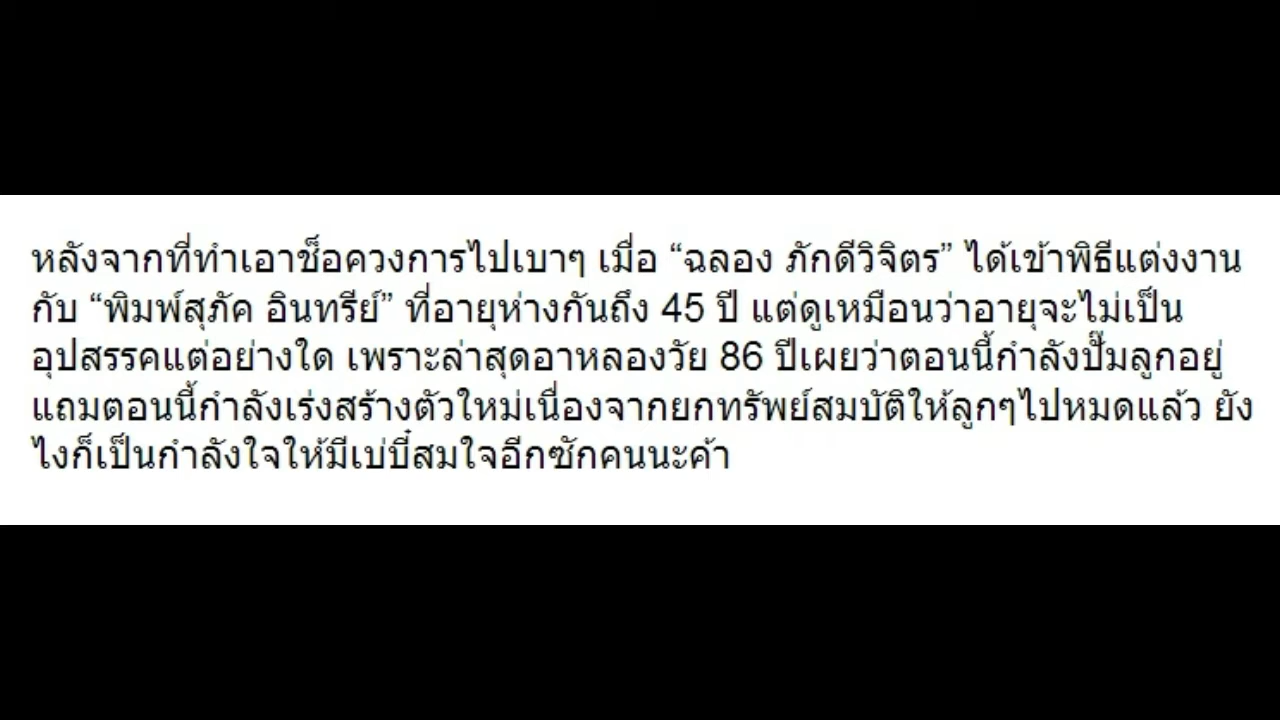 หลังจากที่ทำเอาช็อควงการไปเบาๆ เมื่อ “ฉลอง ภักดีวิจิตร” ได้เข้าพิธีแต่งงาน
กับ “พิมพ์สุภัค อินทรีย์” ที่อายุห่างกันถึง 45 ปี แต่ดูเหมือนว่าอายุจะไม่เป็น
อุปสรรคแต่อย่างใด เพราะล่าสุดอาหลองวัย 86 ปีเผยว่าตอนนี้กำลังปั๊มลูกอยู่
แถมตอนนี้กำลังเร่งสร้างตัวใหม่เนื่องจากยกทรัพย์สมบัติให้ลูกๆไปหมดแล้ว ยัง
ไงก็เป็นกำลังใจให้มีเบ่บี๋สมใจอีกซักคนนะค้า